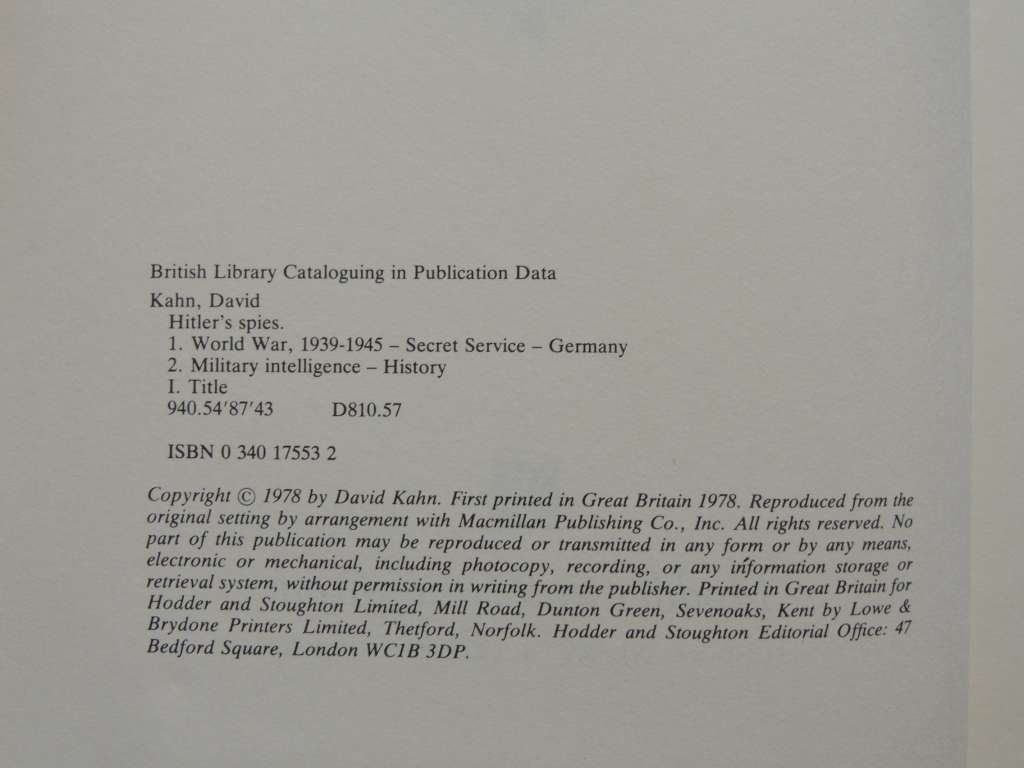 British Library Cataloguing in Publication Data
Kahn, David
Hitler's spies.
1. World War, 1939-1945 – Secret Service – Germany
2. Military intelligence – History
I. Title
940.54'87'43 D810.57
ISBN 0 340 17553 2
Copyright © 1978 by David Kahn. First printed in Great Britain 1978. Reproduced from the
original setting by arrangement with Macmillan Publishing Co., Inc. All rights reserved. No
part of this publication may be reproduced or transmitted in any form or by any means,
electronic or mechanical, including photocopy, recording, or any information storage or
retrieval system, without permission in writing from the publisher. Printed in Great Britain for
Hodder and Stoughton Limited, Mill Road, Dunton Green, Sevenoaks, Kent by Lowe &
Brydone Printers Limited, Thetford, Norfolk. Hodder and Stoughton Editorial Office: 47
Bedford Square, London WC1B 3DP.